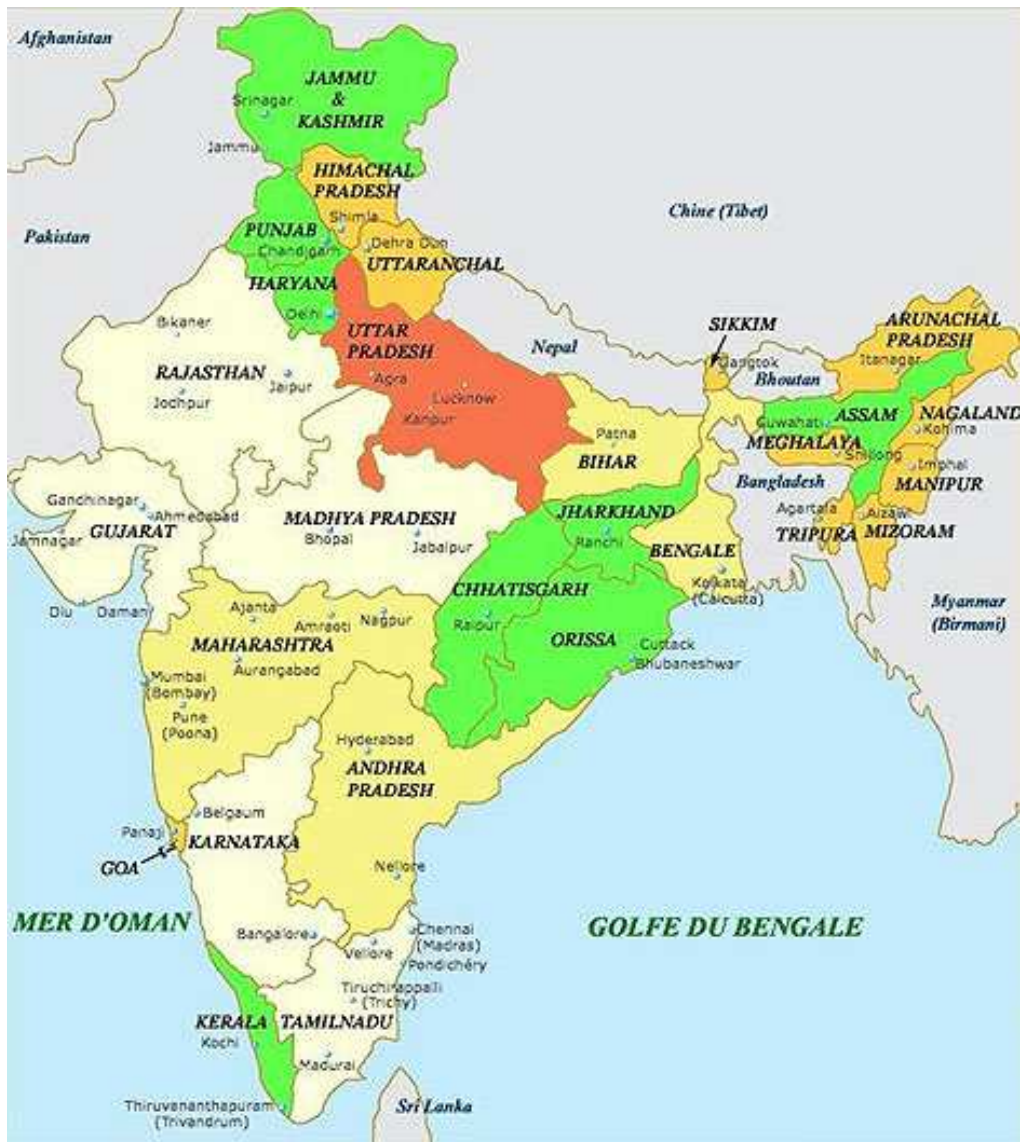 Afghanistan
JAMMU
&
KASHMIR
Srinagar
Jammu
HIMACHAL
PRADESH
Chine (Tibet)
Pakistan
PUNJAB
Shimla
Chandigarh
Dehra Dun
UTTARANCHAL
HARYANA
Delhi
UTTAR
PRADESH
Bikaner
Nepal
SIKKIM
ARUNACHAL
PRADESH
Itanagar
Gangtok
Bhoutan
RAJASTHAN
Jaipur
Jodhpur
Agra
Lucknow
Kanpur
Guwahati
ASSAM
NAGALAND
Kohima
Patna
BIHAR
MEGHALAYA
Shillong
Imphal
MANIPUR
Bangladesh
Gandhinagar
Ahmedabad
GUJARAT
Jamnagar
MADHYA PRADESH
Bhopal
Jabalpur
JHARKHAND
Ranchi
BENGALE
Agartala
TRIPURA
Aizawl
MIZORAM
Kolkata
(Calcutta)
CHHATISGARH
Raipur
Diu
Daman
Ajanta
Amraoti
Nagpur
MAHARASHTRA
Aurangabad
ORISSA
Cuttack
Bhubaneshwar
Myanmar
(Birmani)
Mumbai
(Bombay)
Pune
(Poona)
Hyderabad
ANDHRA
PRADESH
Belgaum
Panaji
KARNATAKA
GOA
Nellore
MER D'OMAN
GOLFE DU BENGALE
Bangalore
Chennai
(Madras)
Vellore
Pondichéry
Tiruchirappalli
(Trichy)
KERALA
TAMILNADU
Kochi
Madurai
Thiruvananthapuram
(Trivandrum)
Sri Lanka